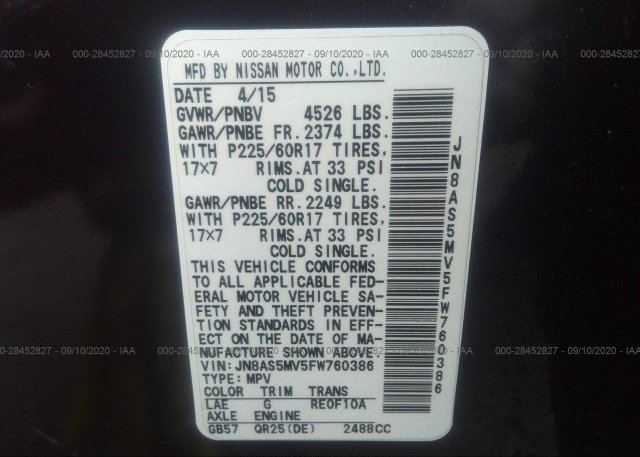 000-28452827 - 09/10/2020 - IAA
MFD BY NISSAN MOTOR CO.,LTD.
DATE 4/15
GVWR/PNBV 4526 LBS.
GAWR/PNBE FR.2374 LBS.
WITH P225/60R17 TIRES,
17X7 RIMS.AT 33 PSI
COLD SINGLE.
GAWR/PNBE RR.2249 LBS.
WITH P225/60R17 TIRES,
17X7 RIMS.AT 33 PSI
COLD SINGLE.
THIS VEHICLE CONFORMS
TO ALL APPLICABLE FED-
ERAL MOTOR VEHICLE SA-
FETY AND THEFT PREVEN-
TION STANDARDS IN EFF-
ECT ON THE DATE OF MA-
NUFACTURE SHOWN ABOVE.
VIN:JN8AS5MV5FW760386
TYPE:MPV
COLOR TRIM TRANS
LAE G RE0F10A
AXLE ENGINE
GB57 QR25(DE) 2488CC
JN8AS5MV5FW760386